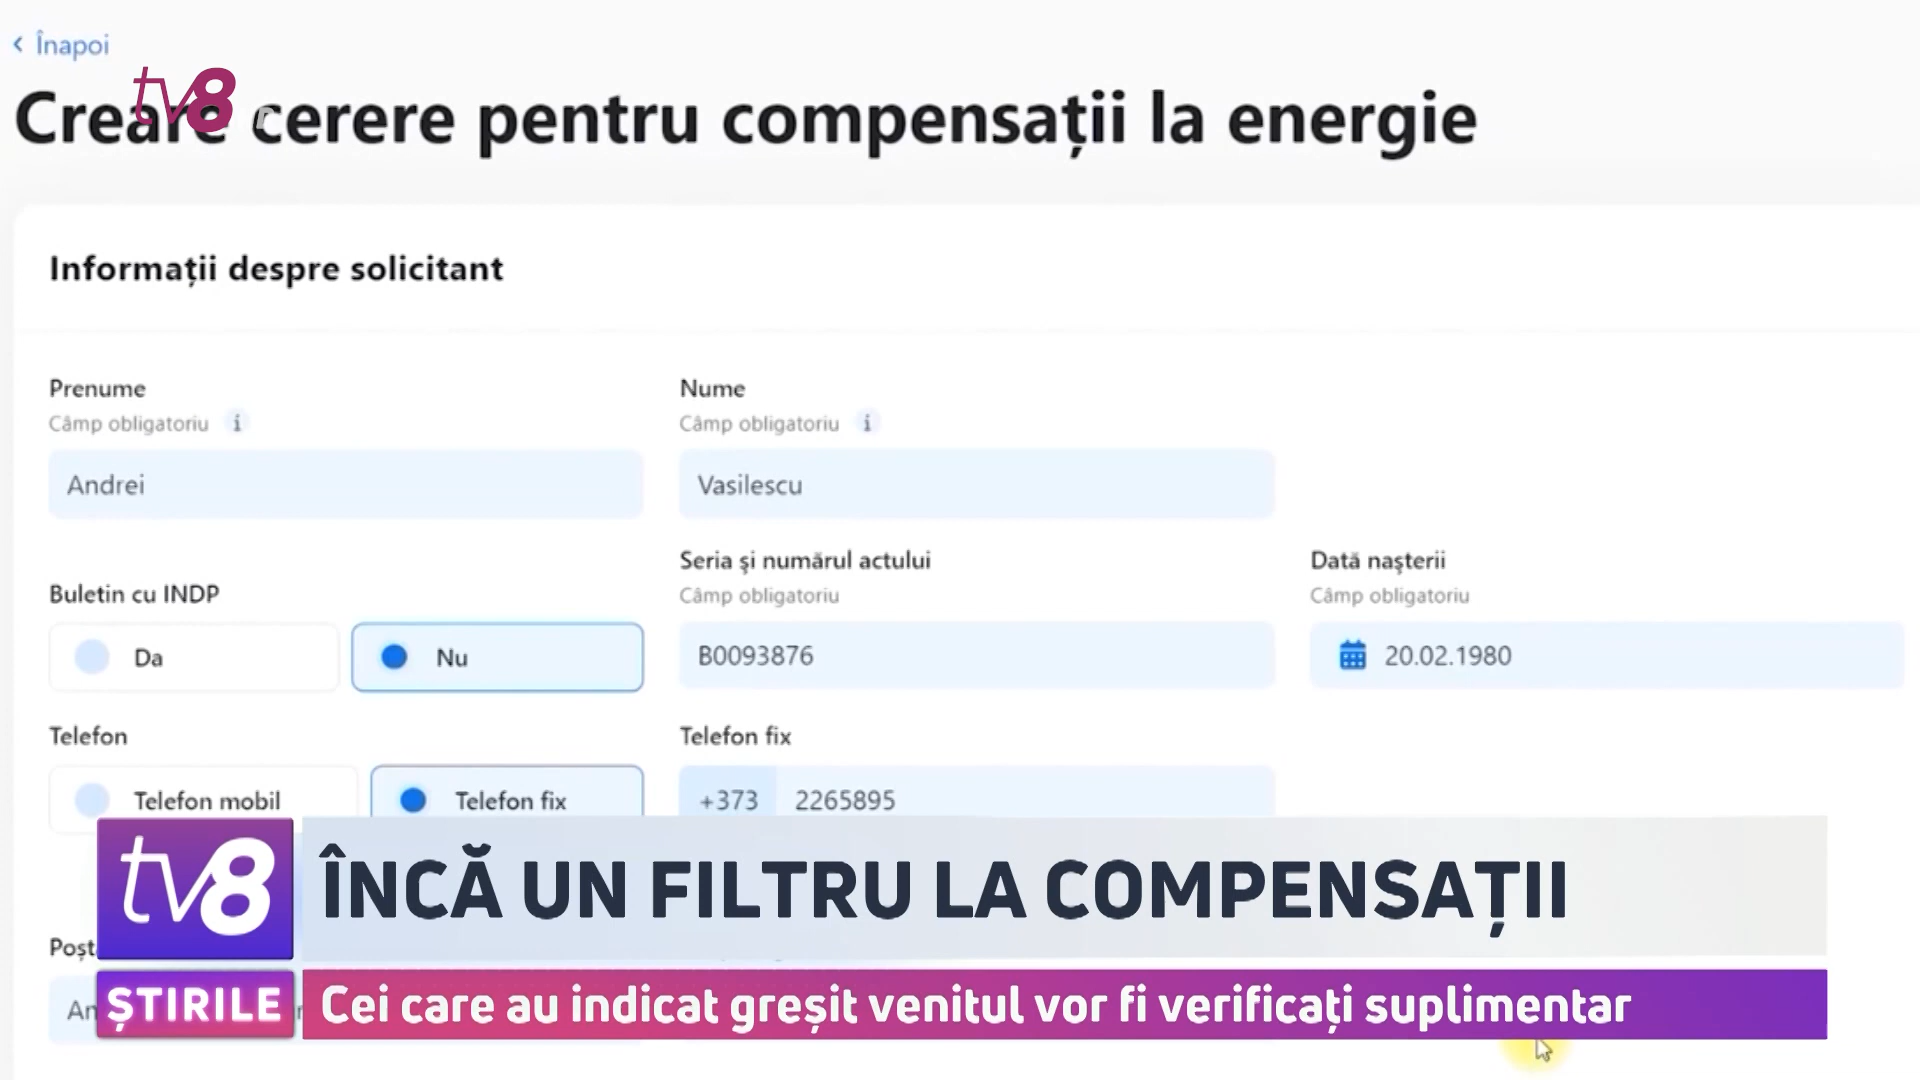 Înapoi
tv8
Creare cerere pentru compensații la energie
Informații despre solicitant
Prenume
Nume
Câmp obligatoriu i
Câmp obligatoriu i
Andrei
Vasilescu
Buletin cu INDP
Seria și numărul actului
Dată nașterii
Câmp obligatoriu
Câmp obligatoriu
Da
Nu
B0093876
20.02.1980
Telefon
Telefon fix
Telefon mobil
Telefon fix
+373 2265895
tv8
ÎNCĂ UN FILTRU LA COMPENSAȚII
ȘTIRILE
Cei care au indicat greșit venitul vor fi verificați suplimentar